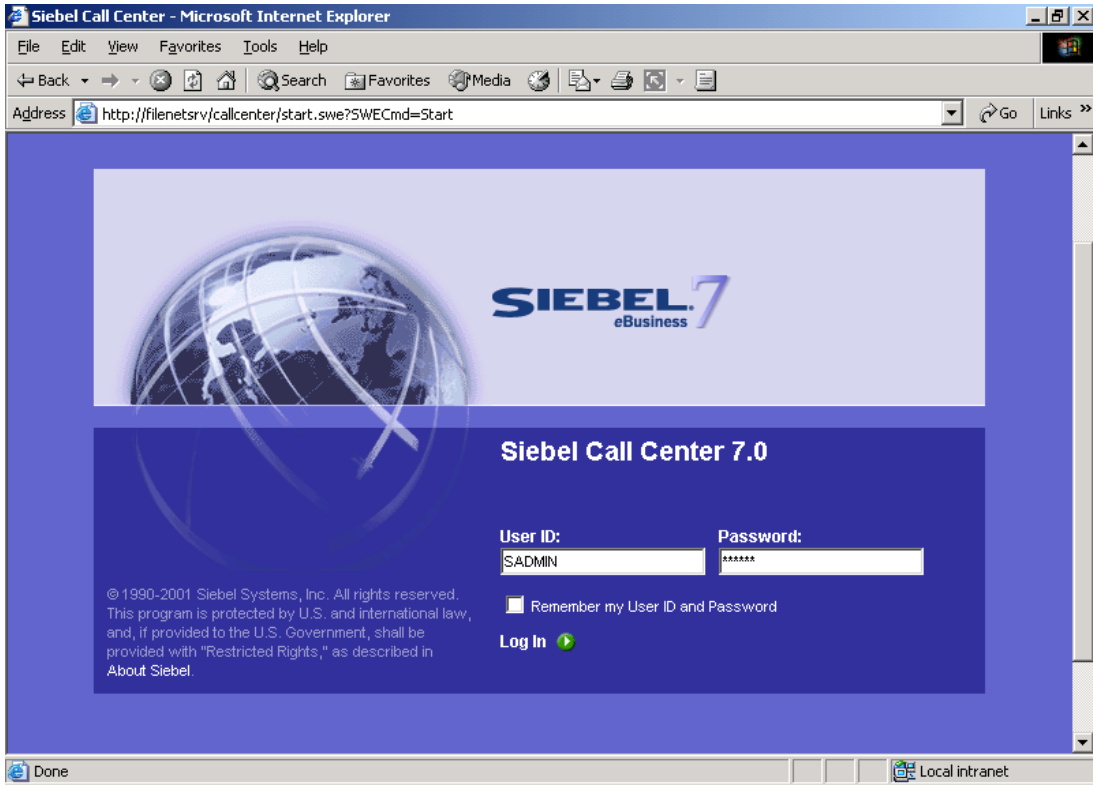 Siebel Call Center - Microsoft Internet Explorer
File Edit View Favorites Tools Help
Back Search Favorites Media
Address http://filenetsrv/callcenter/start.swe?SWECmd=Start Go Links »
SIEBEL. 7
eBusiness
Siebel Call Center 7.0
User ID: Password:
SADMIN ******
Remember my User ID and Password
Log In
© 1990-2001 Siebel Systems, Inc. All rights reserved.
This program is protected by U.S. and international law,
and, if provided to the U.S. Government, shall be
provided with "Restricted Rights," as described in
About Siebel.
Done Local intranet